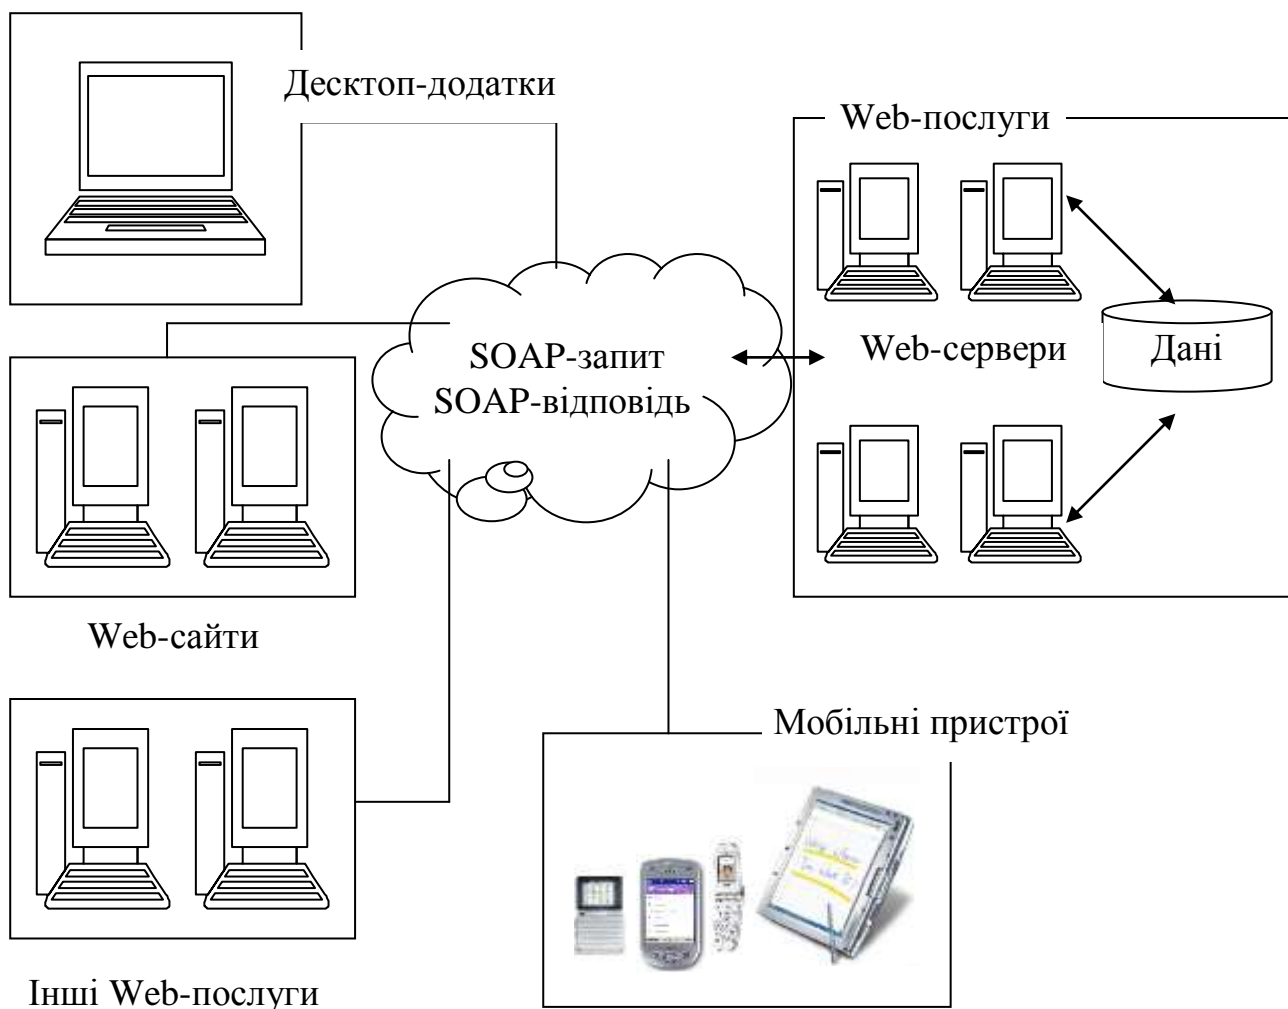 Десктоп-додатки
Web-послуги
SOAP-запит
SOAP-відповідь
Web-сервери
Дані
Web-сайти
Мобільні пристрої
Інші Web-послуги